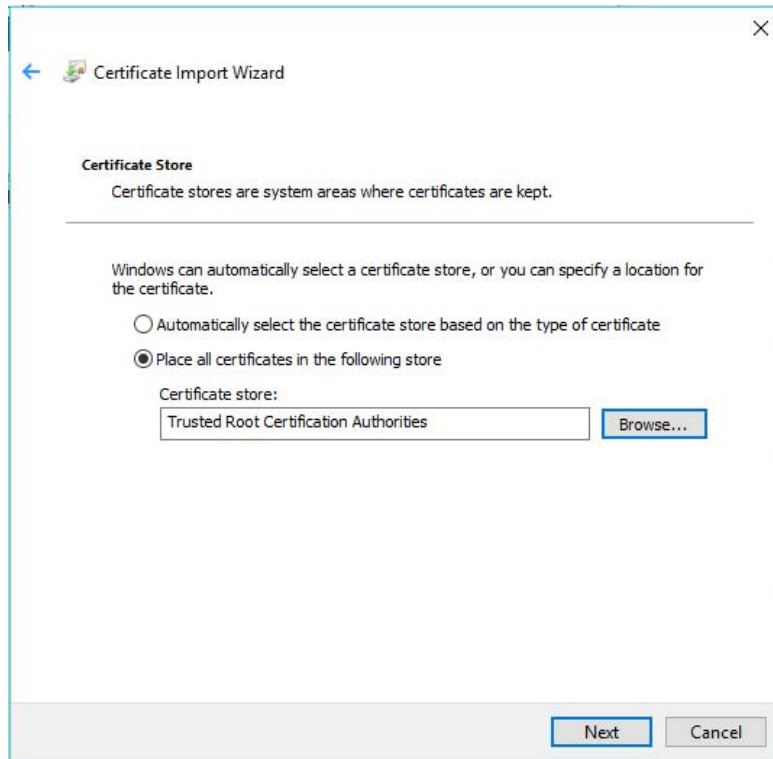 Certificate Import Wizard
Certificate Store
Certificate stores are system areas where certificates are kept.
Windows can automatically select a certificate store, or you can specify a location for
the certificate.
Automatically select the certificate store based on the type of certificate
Place all certificates in the following store
Certificate store:
Trusted Root Certification Authorities
Browse...
Next
Cancel